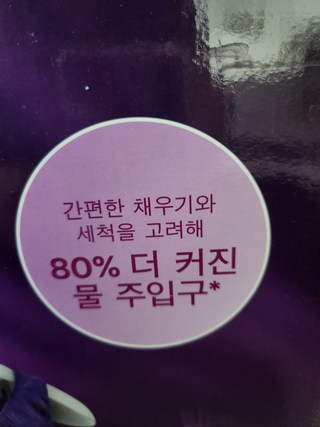 간편한 채우기와
세척을 고려해
80% 더 커진
물 주입구*